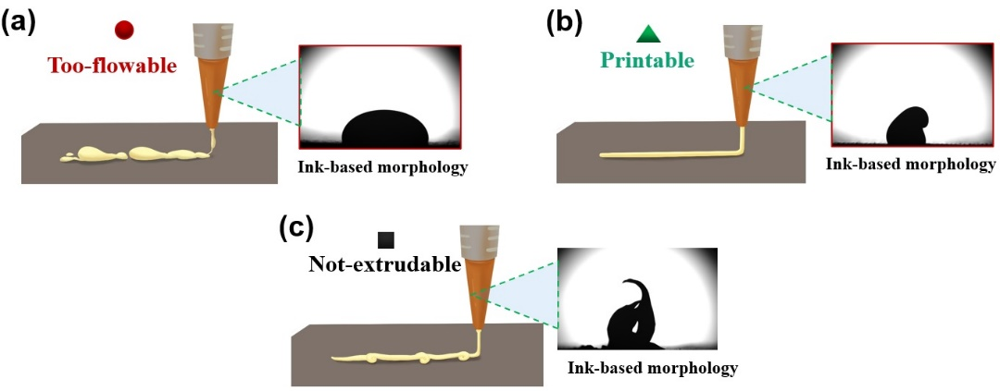 (a)
Too-flowable
Ink-based morphology
(b)
Printable
Ink-based morphology
(c)
Not-extrudable
Ink-based morphology